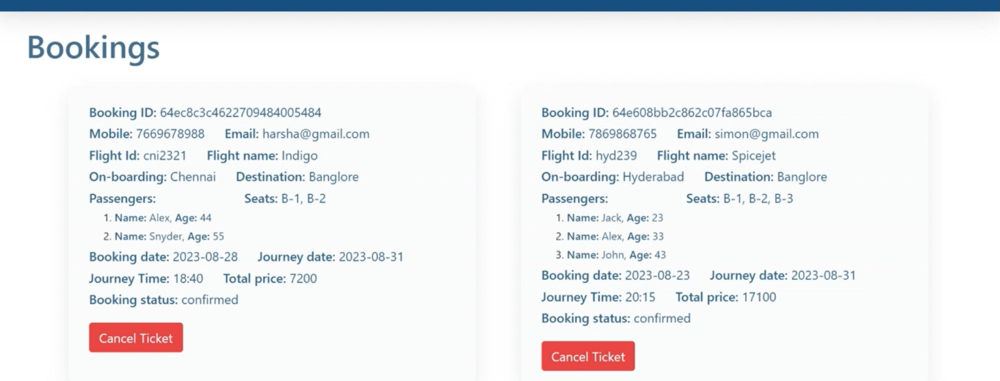 Bookings
Booking ID: 64ec8c3c4622709484005484
Mobile: 7669678988 Email: harsha@gmail.com
Flight Id: cni2321 Flight name: Indigo
On-boarding: Chennai Destination: Banglore
Passengers: Seats: B-1, B-2
1. Name: Alex, Age: 44
2. Name: Snyder, Age: 55
Booking date: 2023-08-28 Journey date: 2023-08-31
Journey Time: 18:40 Total price: 7200
Booking status: confirmed
Cancel Ticket
Booking ID: 64e608bb2c862c07fa865bca
Mobile: 7869868765 Email: simon@gmail.com
Flight Id: hyd239 Flight name: Spicejet
On-boarding: Hyderabad Destination: Banglore
Passengers: Seats: B-1, B-2, B-3
1. Name: Jack, Age: 23
2. Name: Alex, Age: 33
3. Name: John, Age: 43
Booking date: 2023-08-23 Journey date: 2023-08-31
Journey Time: 20:15 Total price: 17100
Booking status: confirmed
Cancel Ticket